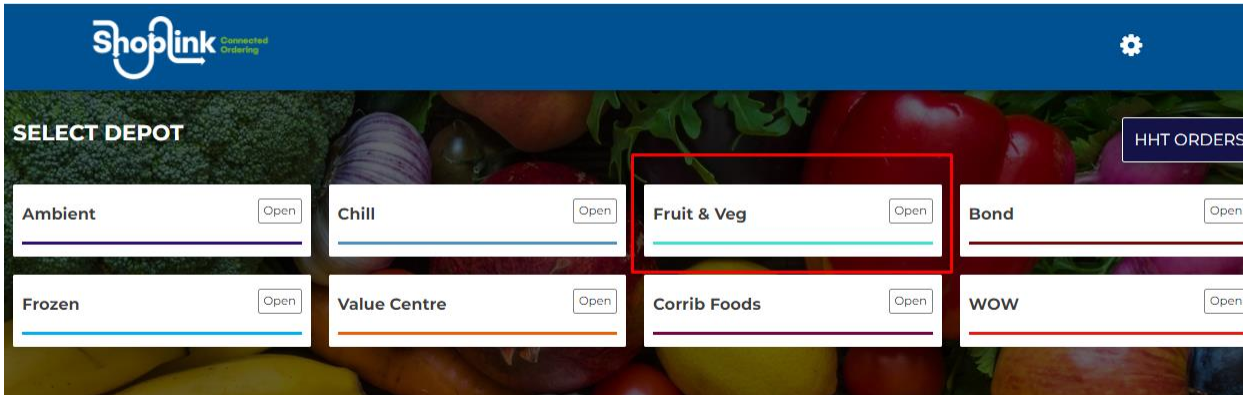 Shoplink Connected
Ordering
SELECT DEPOT
HHT ORDERS
Ambient Open
Chill Open
Fruit & Veg Open
Bond Open
Frozen Open
Value Centre Open
Corrib Foods Open
WOW Open